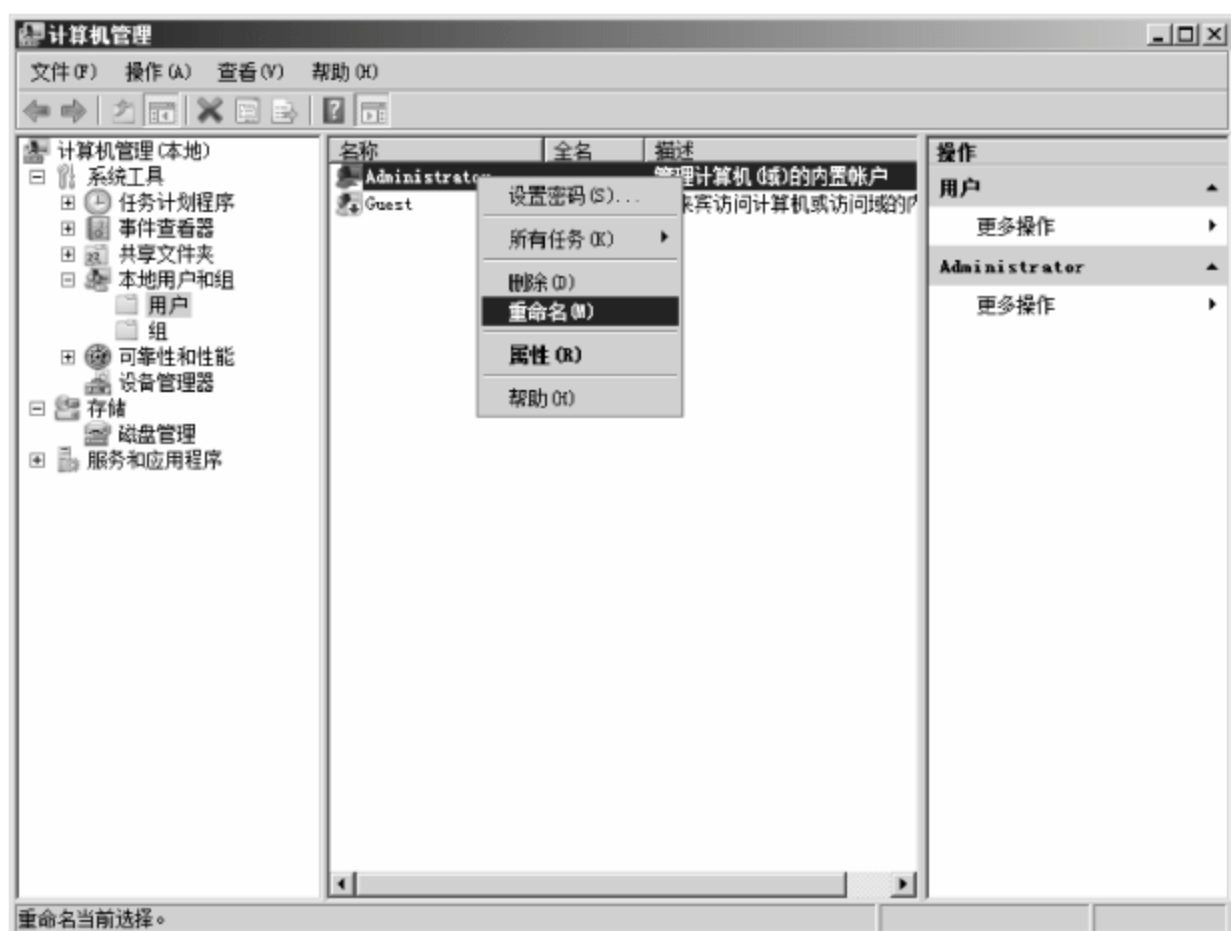 计算机管理
文件(F) 操作(A) 查看(V) 帮助(H)
计算机管理(本地)
系统工具
任务计划程序
事件查看器
共享文件夹
本地用户和组
用户
组
可靠性和性能
设备管理器
存储
磁盘管理
服务和应用程序
名称 全名 描述
Administrator 管理计算机(域)的内置帐户
Guest 来宾访问计算机或访问域的
设置密码(S)...
所有任务(K)
删除(D)
重命名(M)
属性(R)
帮助(H)
操作
用户
更多操作
Administrator
更多操作
重命名当前选择。